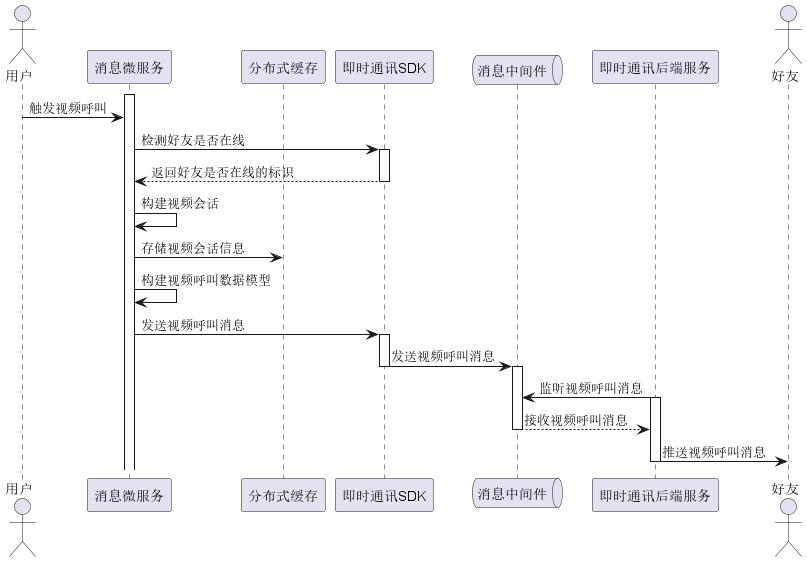 用户
消息微服务
分布式缓存
即时通讯SDK
消息中间件
即时通讯后端服务
好友
触发视频呼叫
检测好友是否在线
返回好友是否在线的标识
构建视频会话
存储视频会话信息
构建视频呼叫数据模型
发送视频呼叫消息
发送视频呼叫消息
监听视频呼叫消息
接收视频呼叫消息
推送视频呼叫消息
用户
消息微服务
分布式缓存
即时通讯SDK
消息中间件
即时通讯后端服务
好友